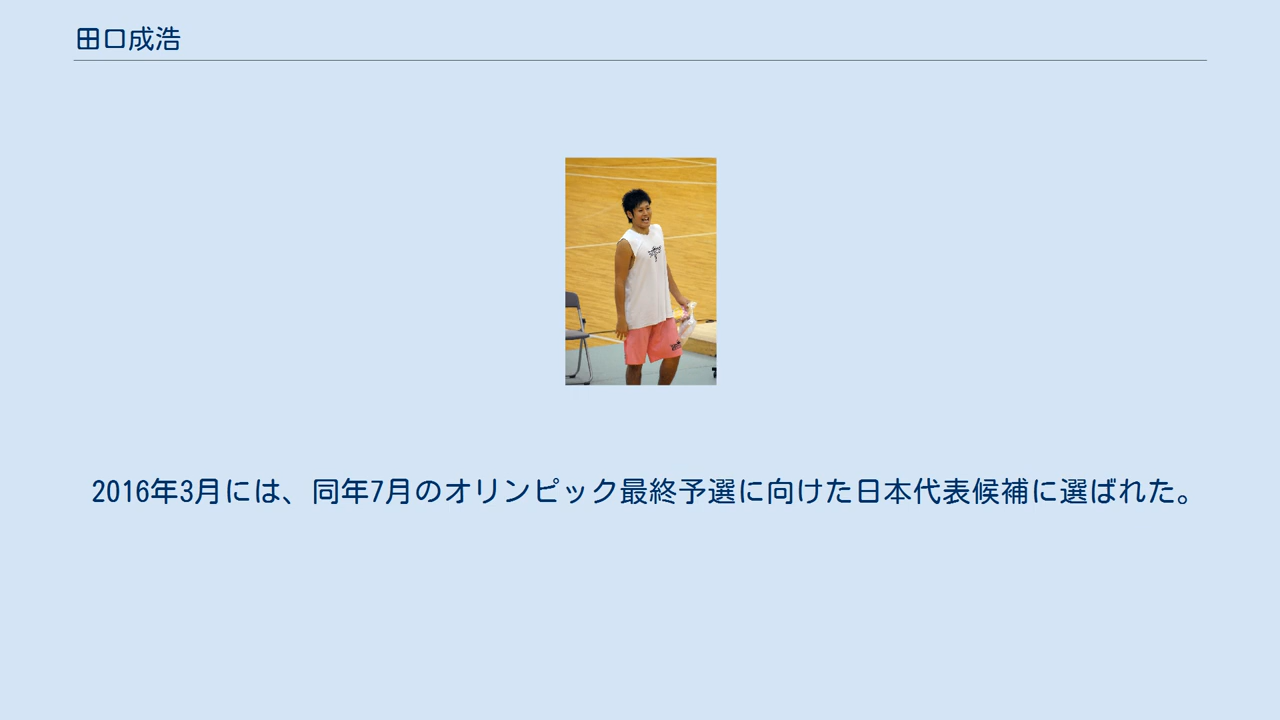 田口成浩
2016年3月には、同年7月のオリンピック最終予選に向けた日本代表候補に選ばれた。